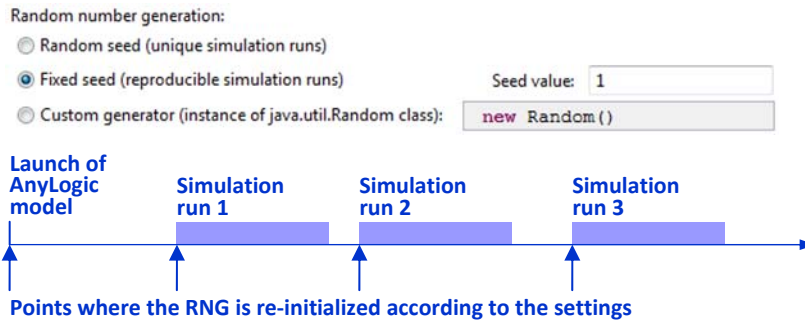 Random number generation:
Random seed (unique simulation runs)
Fixed seed (reproducible simulation runs) Seed value: 1
Custom generator (instance of java.util.Random class): new Random()
Launch of
AnyLogic
model
Simulation
run 1
Simulation
run 2
Simulation
run 3
Points where the RNG is re-initialized according to the settings